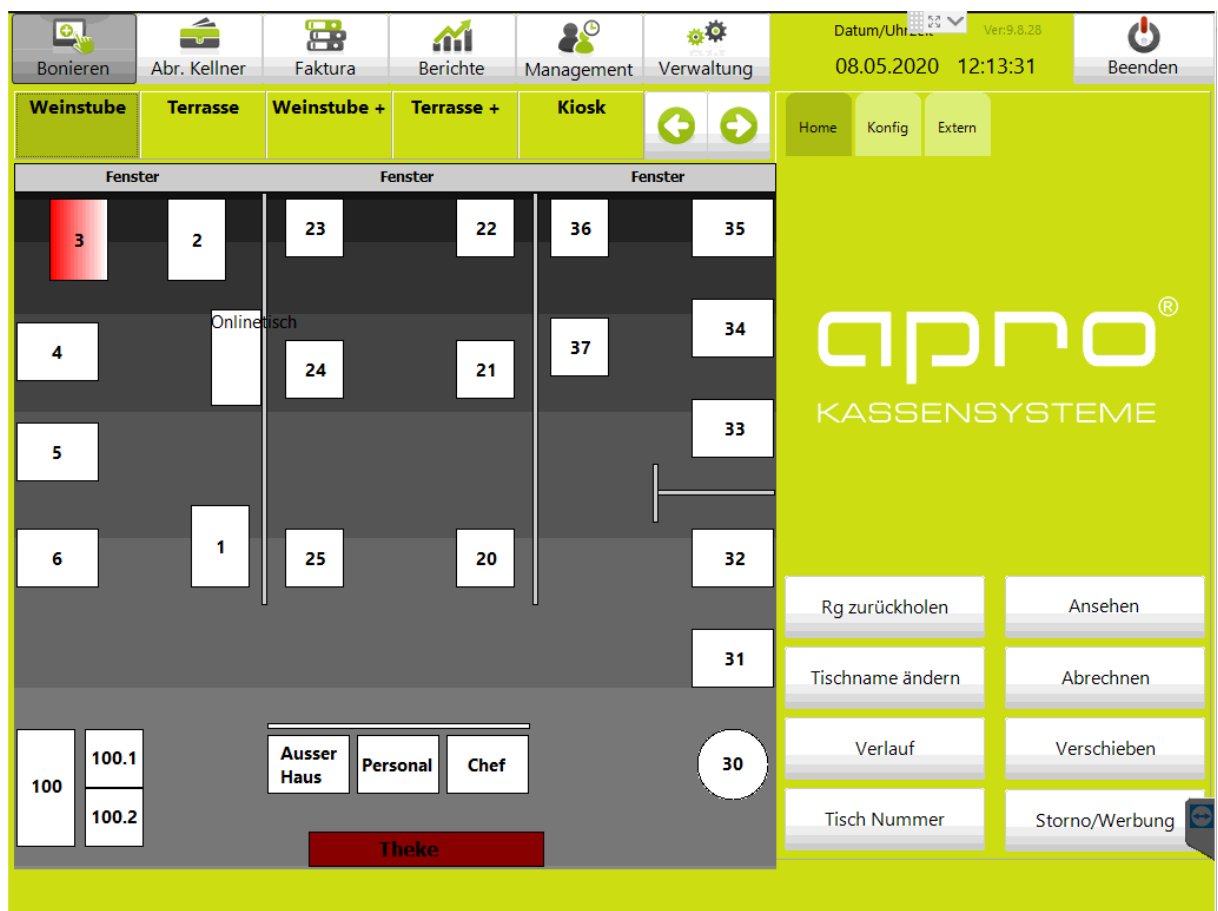 Datum/Uhrzeit
Ver:9.8.28
Bonieren
Abr. Kellner
Faktura
Berichte
Management
Verwaltung
08.05.2020 12:13:31
Beenden
Weinstube
Terrasse
Weinstube +
Terrasse +
Kiosk
Home
Konfig
Extern
Fenster
Fenster
Fenster
3
2
23
22
36
35
Onlinetisch
4
24
21
37
34
33
5
6
1
25
20
32
31
100
100.1
100.2
Ausser
Haus
Personal
Chef
30
Theke
apro®
KASSENSYSTEME
Rg zurückholen
Ansehen
Tischname ändern
Abrechnen
Verlauf
Verschieben
Tisch Nummer
Storno/Werbung